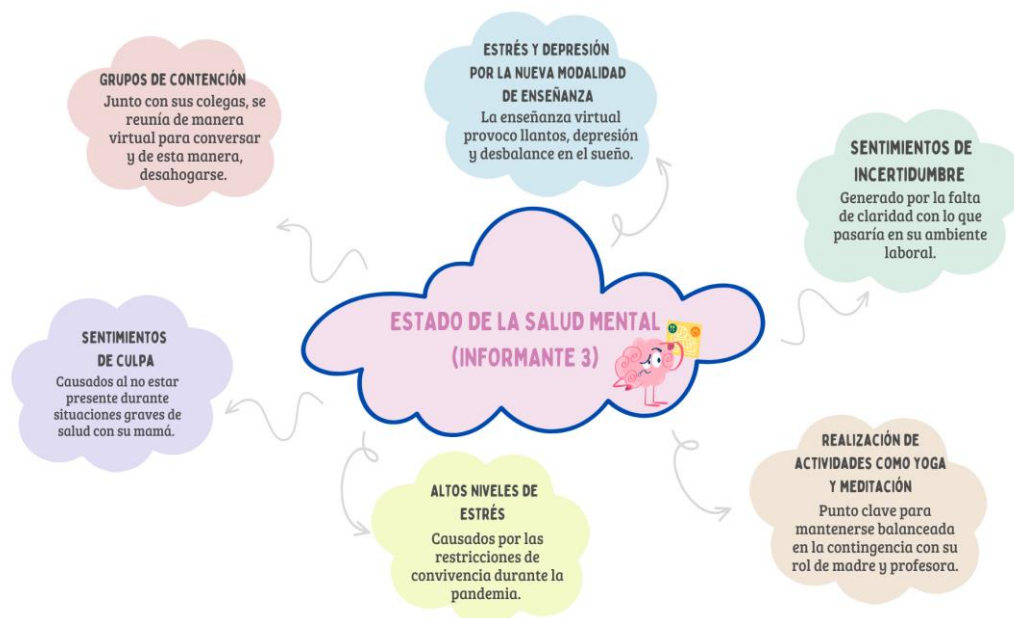 GRUPOS DE CONTENCIÓN
Junto con sus colegas, se
reunía de manera
virtual para conversar
y de esta manera,
desahogarse.
ESTRÉS Y DEPRESIÓN
POR LA NUEVA MODALIDAD
DE ENSEÑANZA
La enseñanza virtual
provoco llantos, depresión
y desbalance en el sueño.
SENTIMIENTOS DE
INCERTIDUMBRE
Generado por la falta
de claridad con lo que
pasaría en su ambiente
laboral.
ESTADO DE LA SALUD MENTAL
(INFORMANTE 3)
SENTIMIENTOS
DE CULPA
Causados al no estar
presente durante
situaciones graves de
salud con su mamá.
ALTOS NIVELES DE
ESTRÉS
Causados por las
restricciones de
convivencia durante la
pandemia.
REALIZACIÓN DE
ACTIVIDADES COMO YOGA
Y MEDITACIÓN
Punto clave para
mantenerse balanceada
en la contingencia con su
rol de madre y profesora.